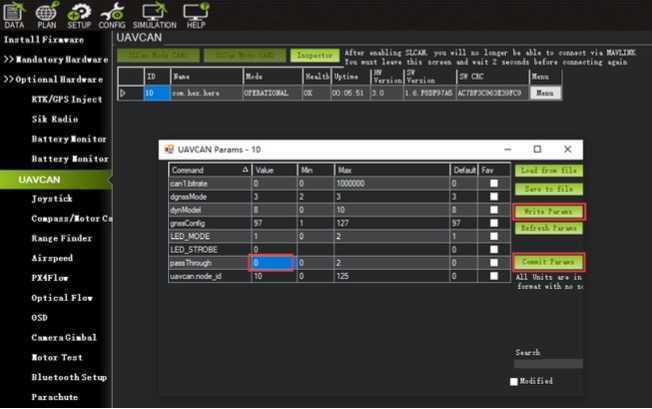 DATA PLAN SETUP CONFIG SIMULATION HELP
Install Firmware
>> Mandatory Hardware
>> Optional Hardware
RTK/GPS Inject
Sik Radio
Battery Monitor
Battery Monitor
UAVCAN
Joystick
Compass/Motor Ca
Range Finder
Airspeed
PX4Flow
Optical Flow
OSD
Camera Gimbal
Motor Test
Bluetooth Setup
Parachute
UAVCAN
SLCan Mode CAN1 SLCan Mode CAN2 Inspector
After enabling SLCAN, you will no longer be able to connect via MAVLINK.
You must leave this screen and wait 2 seconds before connecting again
ID Name Mode Health Uptime HW Version SW Version SW CRC Menu
10 com.hex.here OPERATIONAL OK 00:05:51 3.0 1.6.F8DF97A5 AC7BF3C963E39FC9 Menu
UAVCAN Params - 10
Command Value Min Max Default Fav
can1.bitrate 0 0 1000000 0
dgnssMode 3 2 3 3
dynModel 8 0 10 8
gnssConfig 97 1 127 97
LED_MODE 1 0 2 1
LED_STROBE 0 0
passThrough 0 0 2 0
uavcan.node_id 10 0 125 0
Load from file
Save to file
Write Params
Refresh Params
Commit Params
All Units are in
format with no
Search
Modified